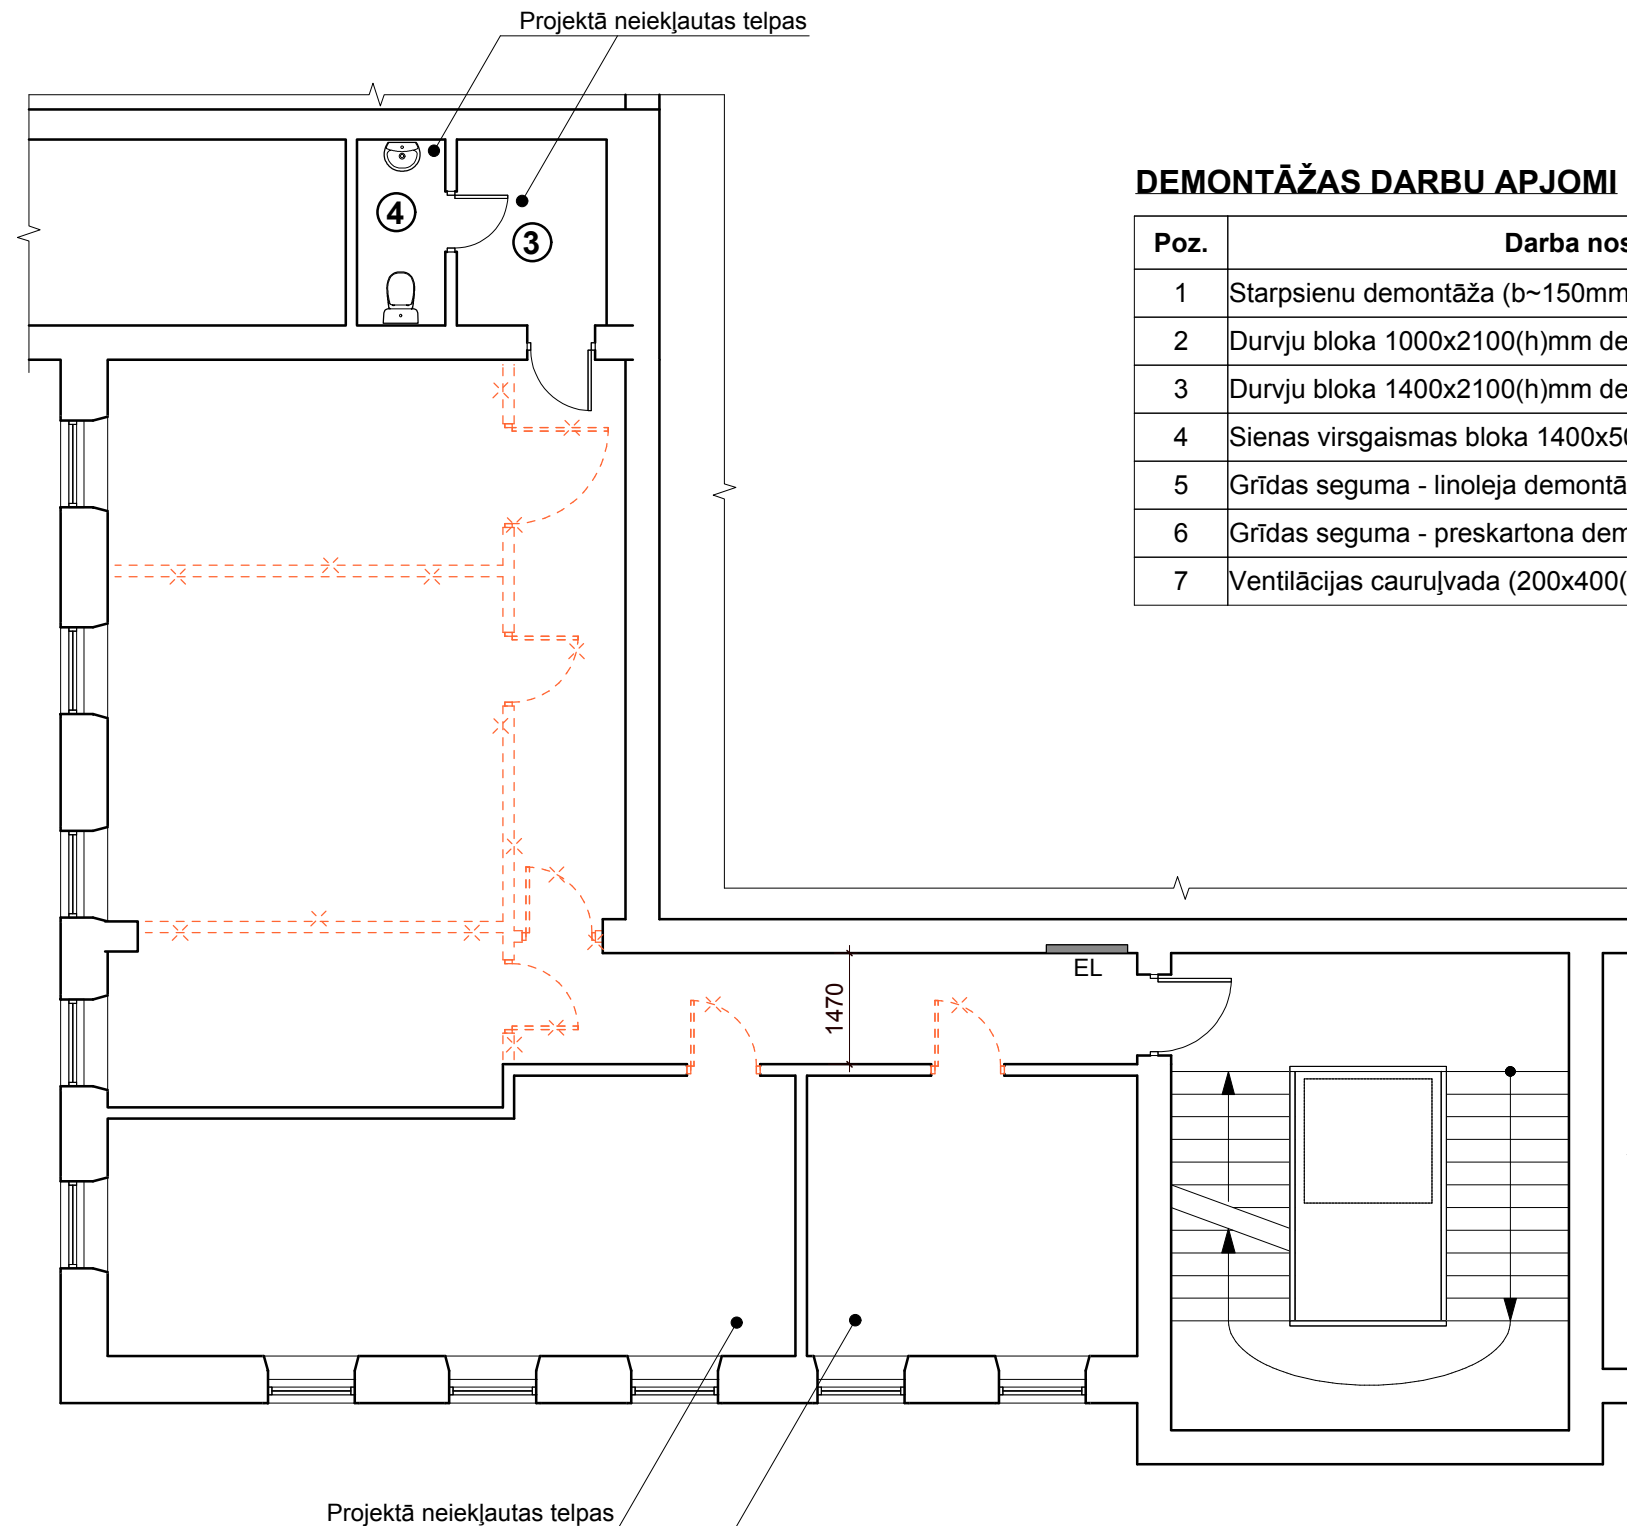 Projektā neiekļautas telpas
DEMONTĀŽAS DARBU APJOMI
Poz. Darba nos
1 Starpsienu demontāža (b~150mm
2 Durvju bloka 1000x2100(h)mm de
3 Durvju bloka 1400x2100(h)mm de
4 Sienas virsgaismas bloka 1400x50
5 Grīdas seguma - linoleja demontā
6 Grīdas seguma - preskartona dem
7 Ventilācijas cauruļvada (200x400(
4
3
EL
1470
Projektā neiekļautas telpas